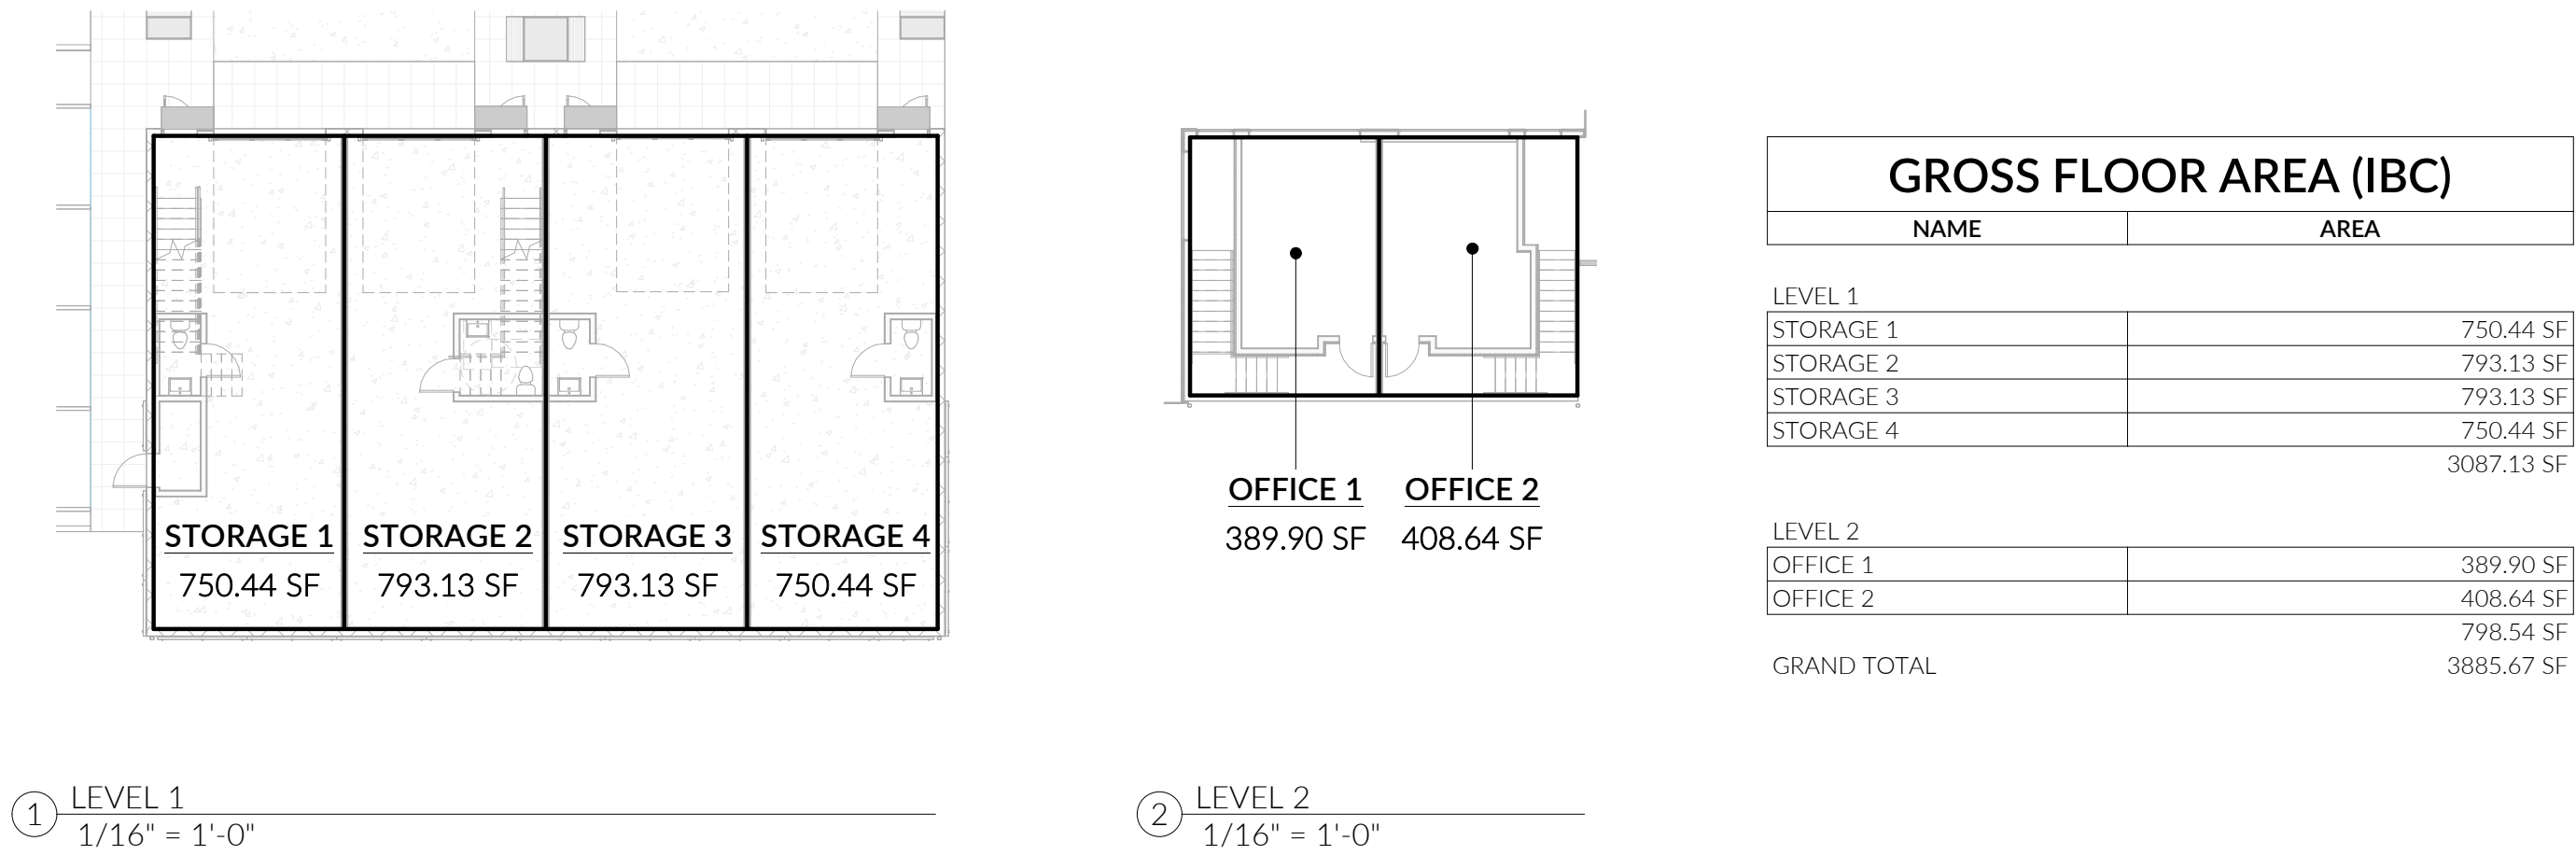 STORAGE 1 STORAGE 2 STORAGE 3 STORAGE 4
750.44 SF 793.13 SF 793.13 SF 750.44 SF
1 LEVEL 1
1/16" = 1'-0"
OFFICE 1 OFFICE 2
389.90 SF 408.64 SF
2 LEVEL 2
1/16" = 1'-0"
GROSS FLOOR AREA (IBC)
NAME AREA
LEVEL 1
STORAGE 1 750.44 SF
STORAGE 2 793.13 SF
STORAGE 3 793.13 SF
STORAGE 4 750.44 SF
3087.13 SF
LEVEL 2
OFFICE 1 389.90 SF
OFFICE 2 408.64 SF
798.54 SF
GRAND TOTAL 3885.67 SF